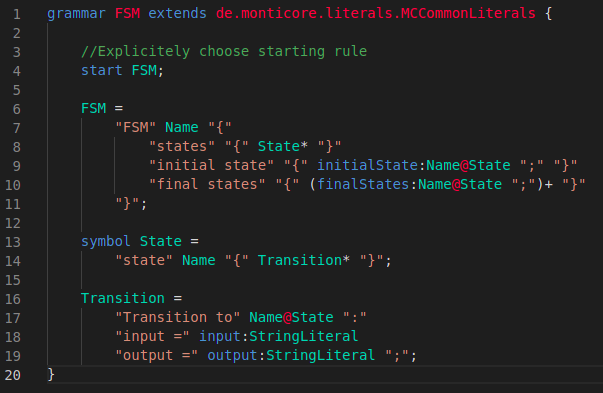 1 grammar FSM extends de.monticore.literals.MCCommonLiterals {
2
3     //Explicitely choose starting rule
4     start FSM;
5
6     FSM =
7         "FSM" Name "{"
8             "states" "{" State* "}"
9             "initial state" "{" initialState:Name@State ";" "}"
10             "final states" "{" (finalStates:Name@State ";")+ "}"
11         "}";
12
13     symbol State =
14         "state" Name "{" Transition* "}";
15
16     Transition =
17         "Transition to" Name@State ":"
18         "input =" input:StringLiteral
19         "output =" output:StringLiteral ";";
20 }